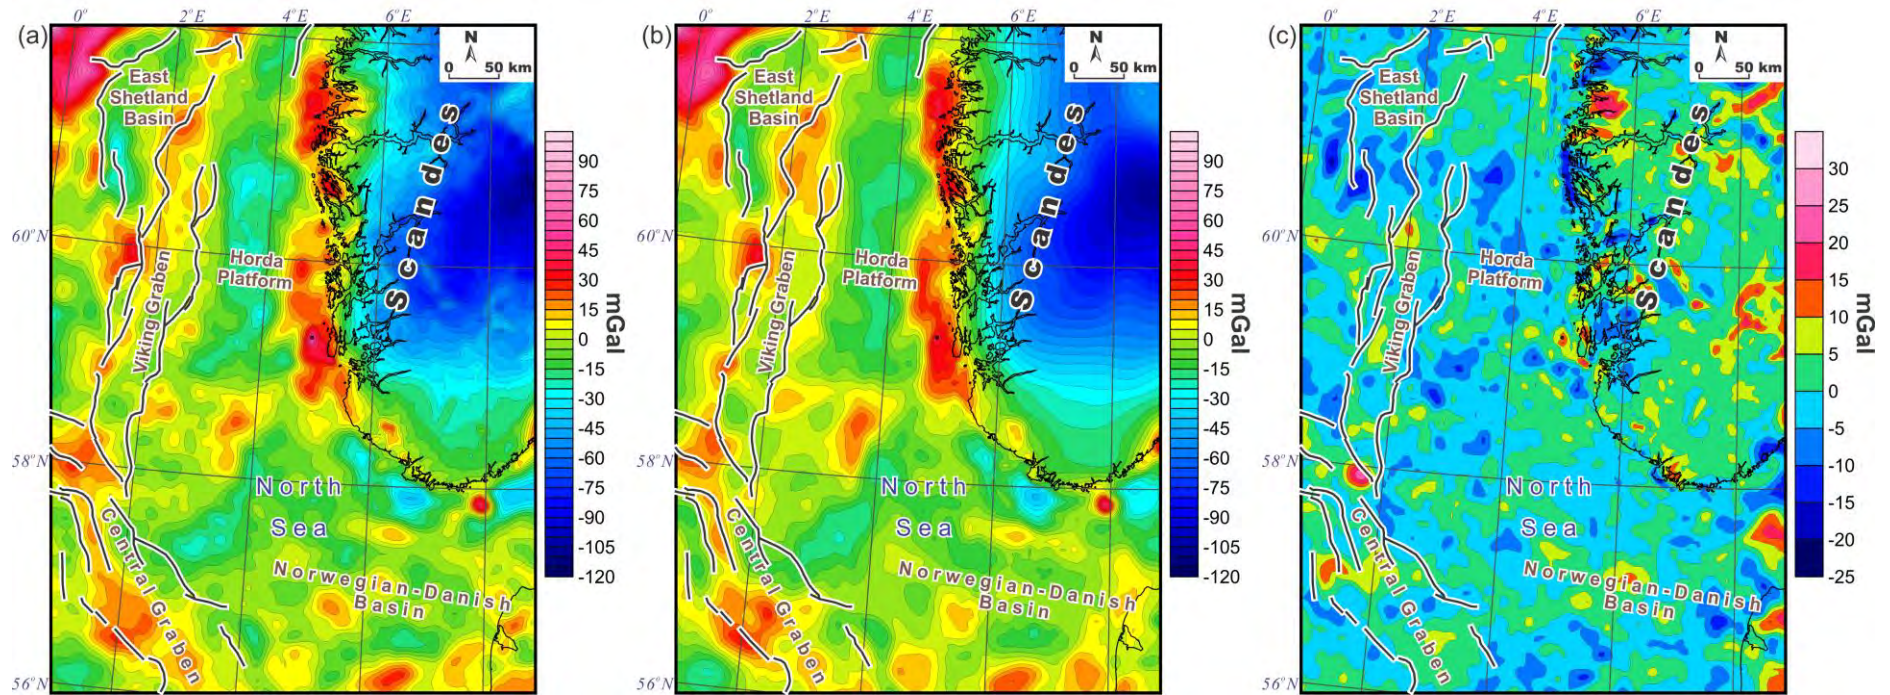 (a)
0° 2°E 4°E 6°E
N
0 50 km
East
Shetland
Basin
Scandes
60°N
Horda
Platform
Viking Graben
58°N
North
Sea
Central Graben
Norwegian-Danish
Basin
56°N
90
75
60
45
30
15
0
-15
-30
-45
-60
-75
-90
-105
-120
mGal
(b)
0° 2°E 4°E 6°E
N
0 50 km
East
Shetland
Basin
Scandes
60°N
Horda
Platform
Viking Graben
58°N
North
Sea
Central Graben
Norwegian-Danish
Basin
56°N
90
75
60
45
30
15
0
-15
-30
-45
-60
-75
-90
-105
-120
mGal
(c)
0° 2°E 4°E 6°E
N
0 50 km
East
Shetland
Basin
Scandes
60°N
Horda
Platform
Viking Graben
58°N
North
Sea
Central Graben
Norwegian-Danish
Basin
56°N
30
25
20
15
10
5
0
-5
-10
-15
-20
-25
mGal